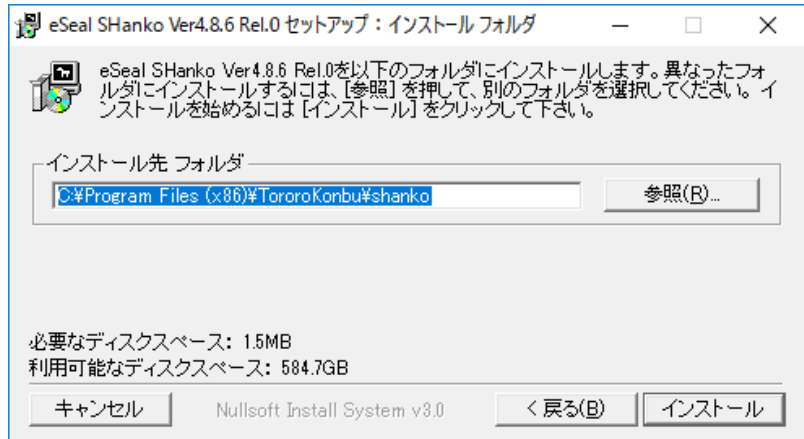 eSeal SHanko Ver4.8.6 Rel.0 セットアップ：インストール フォルダ
eSeal SHanko Ver4.8.6 Rel.0を以下のフォルダにインストールします。異なったフォ
ルダにインストールするには、[参照] を押して、別のフォルダを選択してください。イ
ンストールを始めるには [インストール] をクリックして下さい。
インストール先 フォルダ
C:¥Program Files (x86)¥TororoKonbu¥shanko
参照(R)...
必要なディスクスペース: 1.5MB
利用可能なディスクスペース: 584.7GB
キャンセル
Nullsoft Install System v3.0
< 戻る(B)
インストール